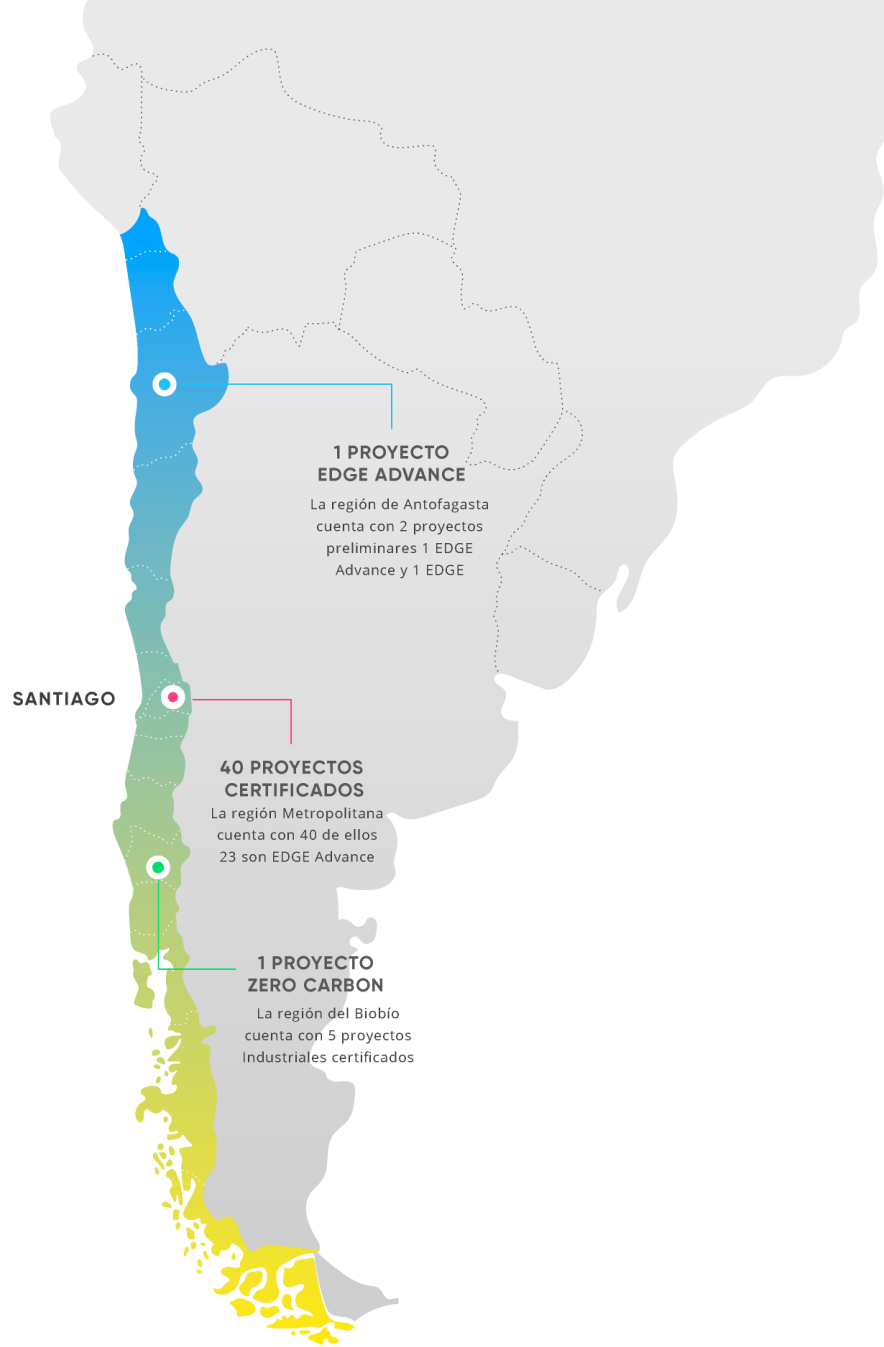 1 PROYECTO
EDGE ADVANCE
La región de Antofagasta
cuenta con 2 proyectos
preliminares 1 EDGE
Advance y 1 EDGE
SANTIAGO
40 PROYECTOS
CERTIFICADOS
La región Metropolitana
cuenta con 40 de ellos
23 son EDGE Advance
1 PROYECTO
ZERO CARBON
La región del Biobío
cuenta con 5 proyectos
Industriales certificados